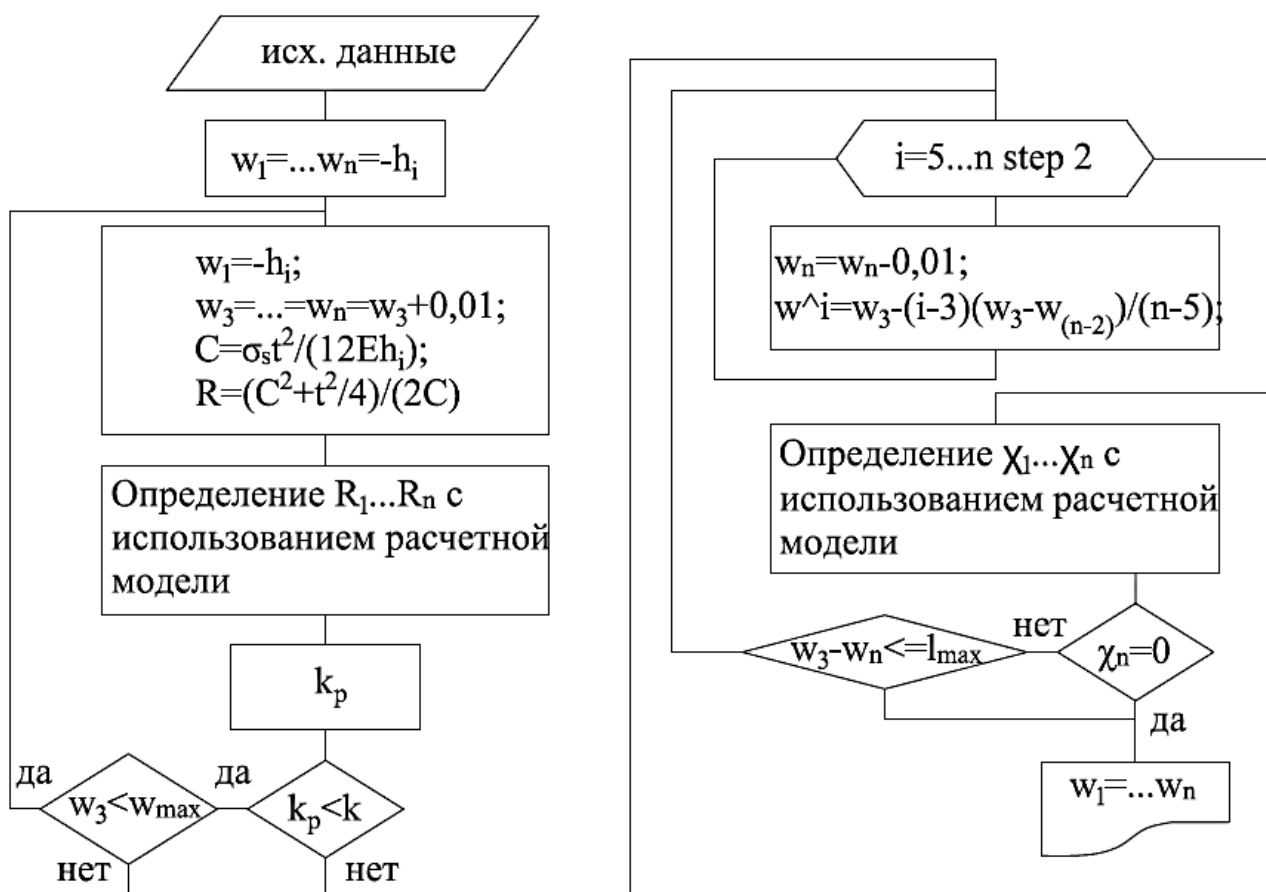 исх. данные
w₁=...wₙ=-hᵢ
w₁=-hᵢ;
w₃=...=wₙ=w₃+0,01;
C=σₛt²/(12Ehᵢ);
R=(C²+t²/4)/(2C)
Определение R₁...Rₙ с
использованием расчетной
модели
kₚ
да
да
w₃<wₘₐₓ
kₚ<k
нет
нет
i=5...n step 2
wₙ=wₙ-0,01;
w^i=w₃-(i-3)(w₃-w₍ₙ₋₂₎)/(n-5);
Определение χ₁...χₙ с
использованием расчетной
модели
нет
w₃-wₙ<=lₘₐₓ
χₙ=0
да
w₁=...wₙ